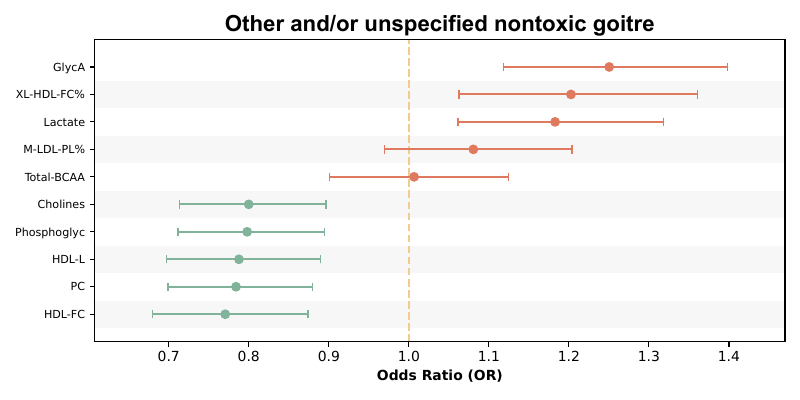 Other and/or unspecified nontoxic goitre
GlycA
XL-HDL-FC%
Lactate
M-LDL-PL%
Total-BCAA
Cholines
Phosphoglyc
HDL-L
PC
HDL-FC
0.7 0.8 0.9 1.0 1.1 1.2 1.3 1.4
Odds Ratio (OR)